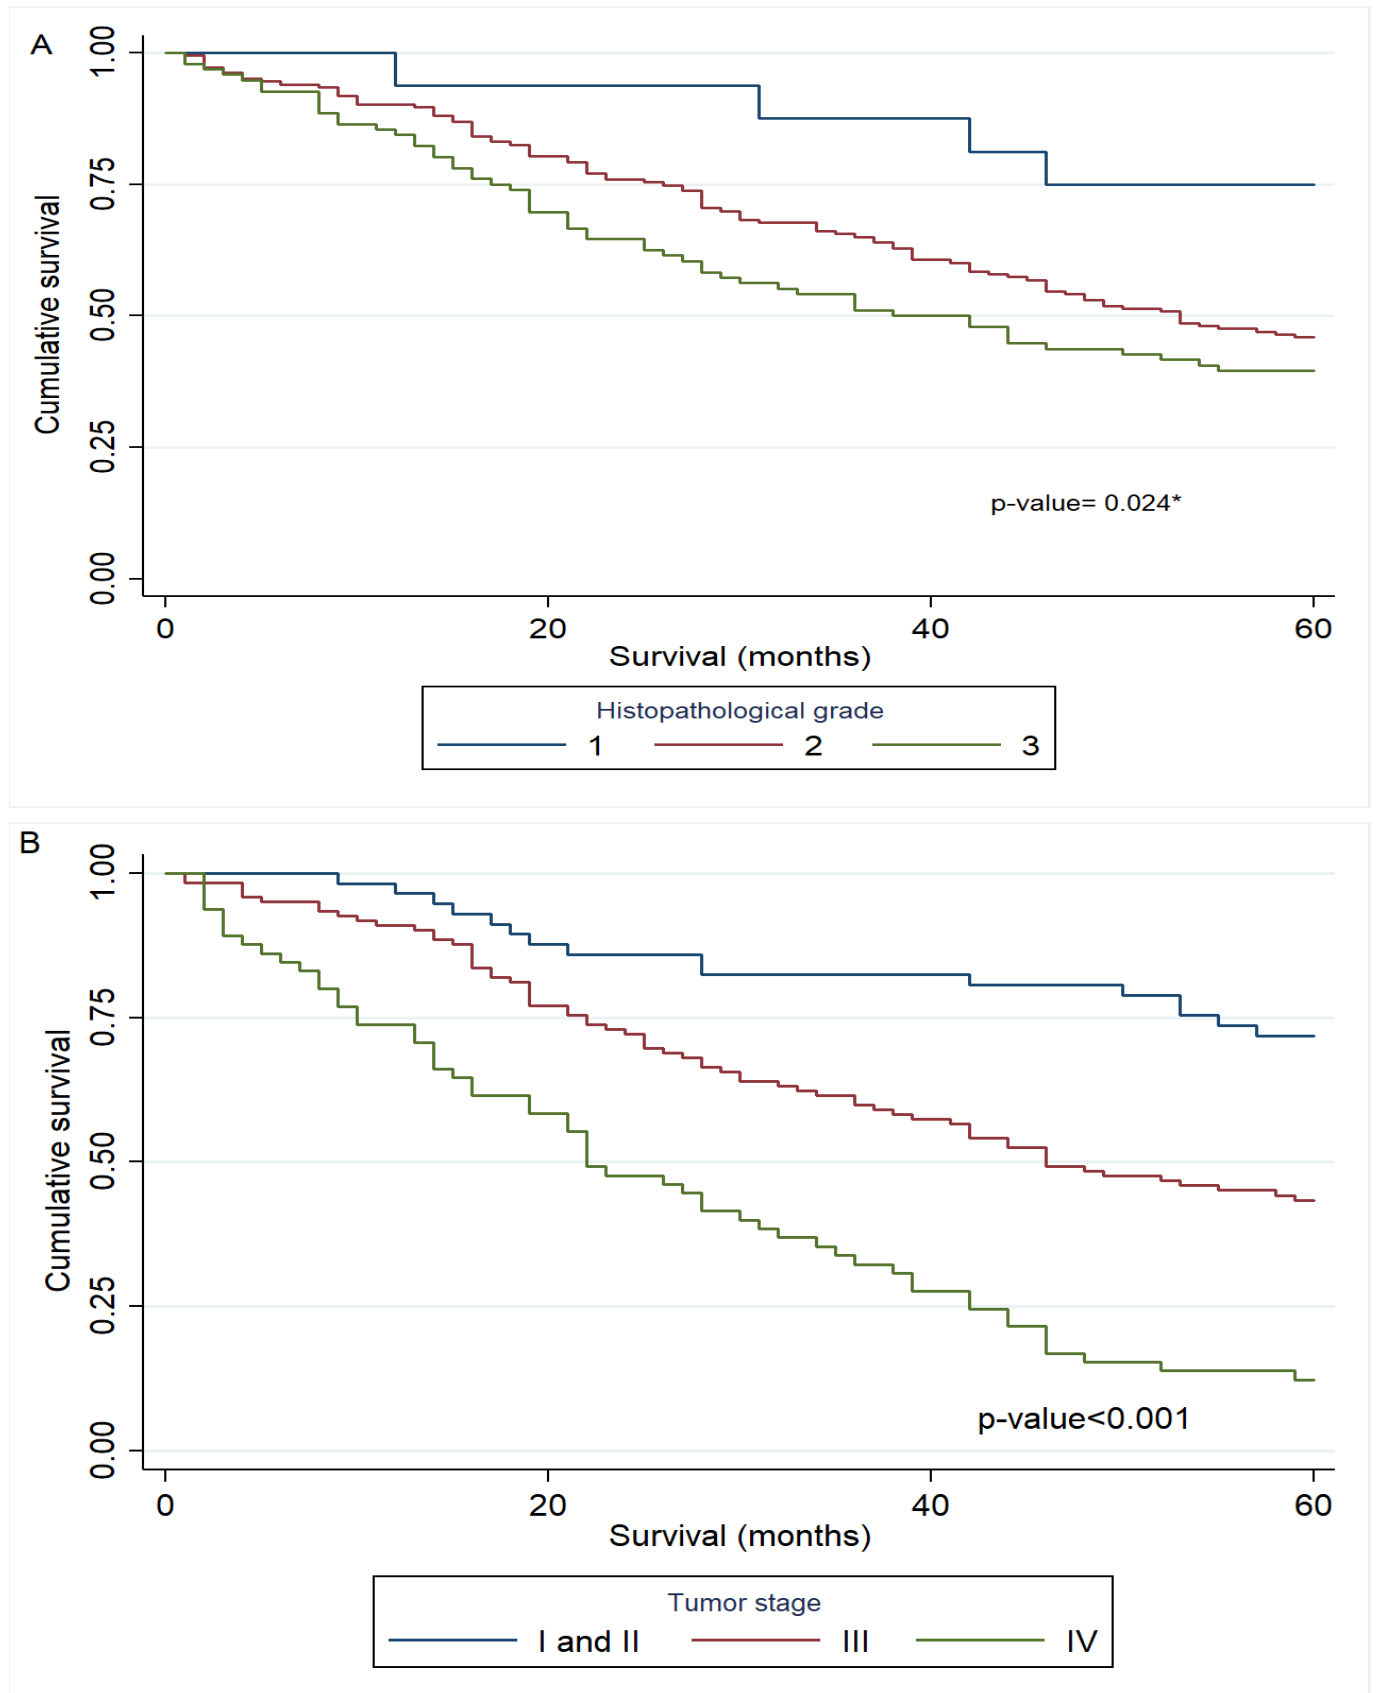 A
1.00
0.75
0.50
0.25
0.00
Cumulative survival
p-value= 0.024*
0 20 40 60
Survival (months)
Histopathological grade
1 2 3
B
1.00
0.75
0.50
0.25
0.00
Cumulative survival
p-value<0.001
0 20 40 60
Survival (months)
Tumor stage
I and II III IV